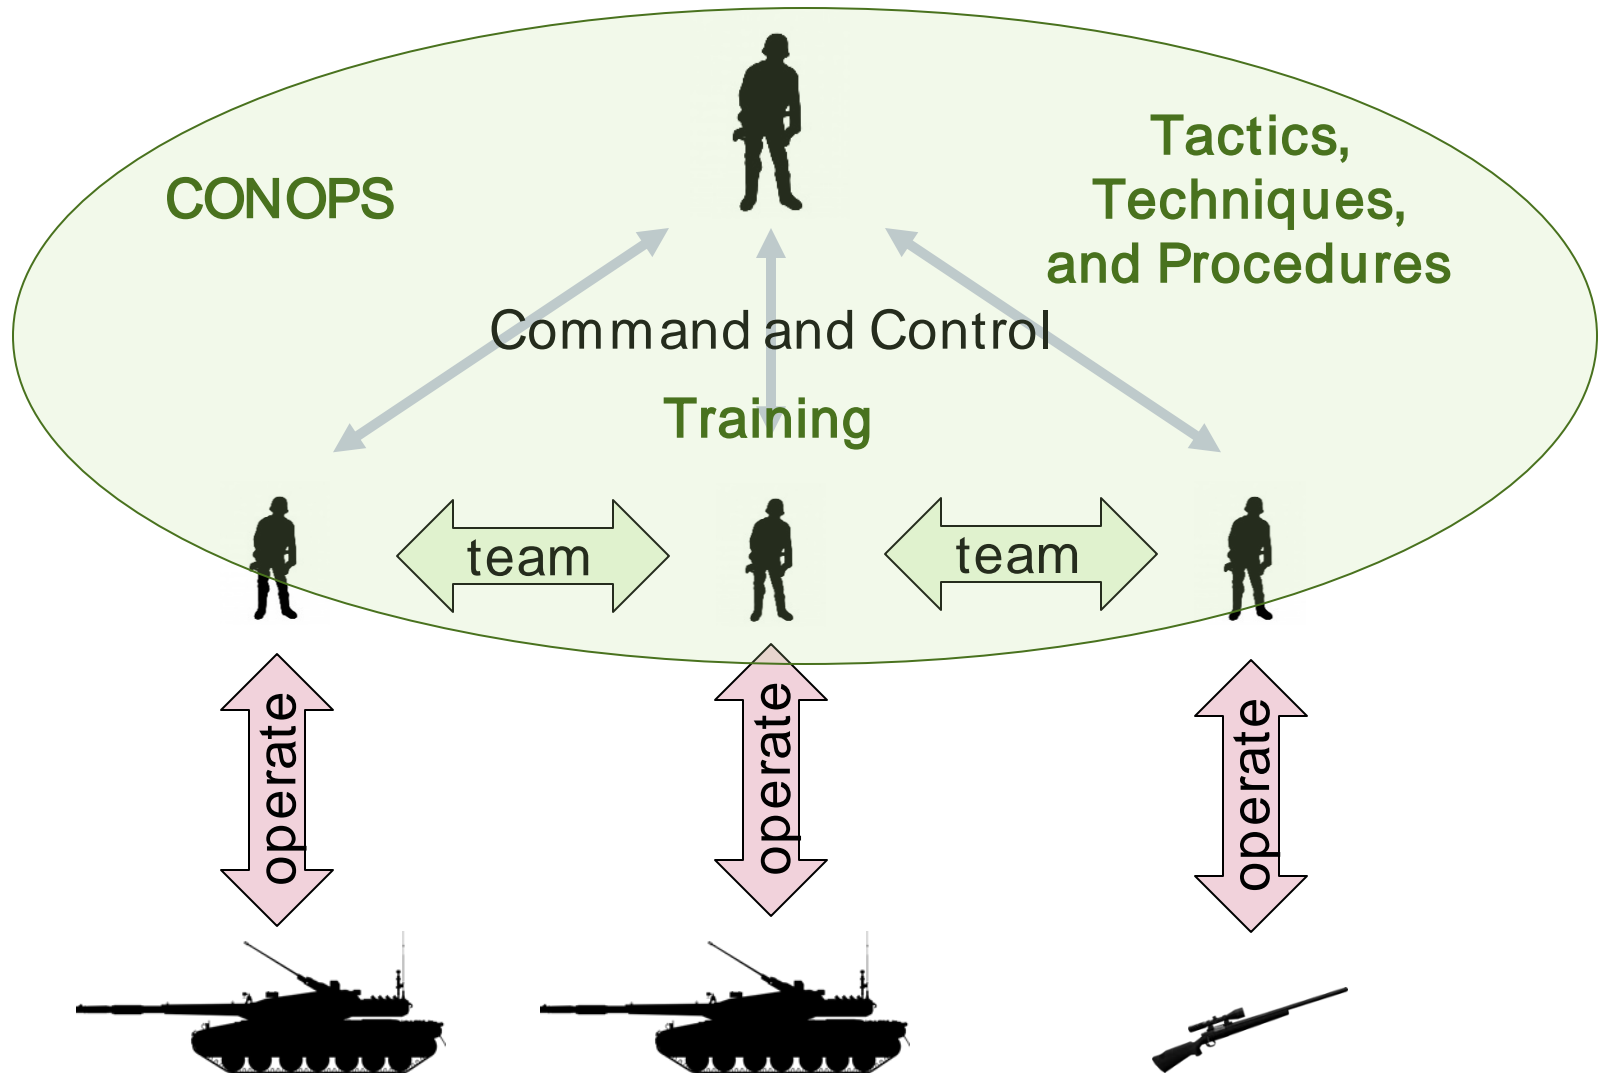 CONOPS
Tactics,
Techniques,
and Procedures
Command and Control
Training
team
team
operate
operate
operate